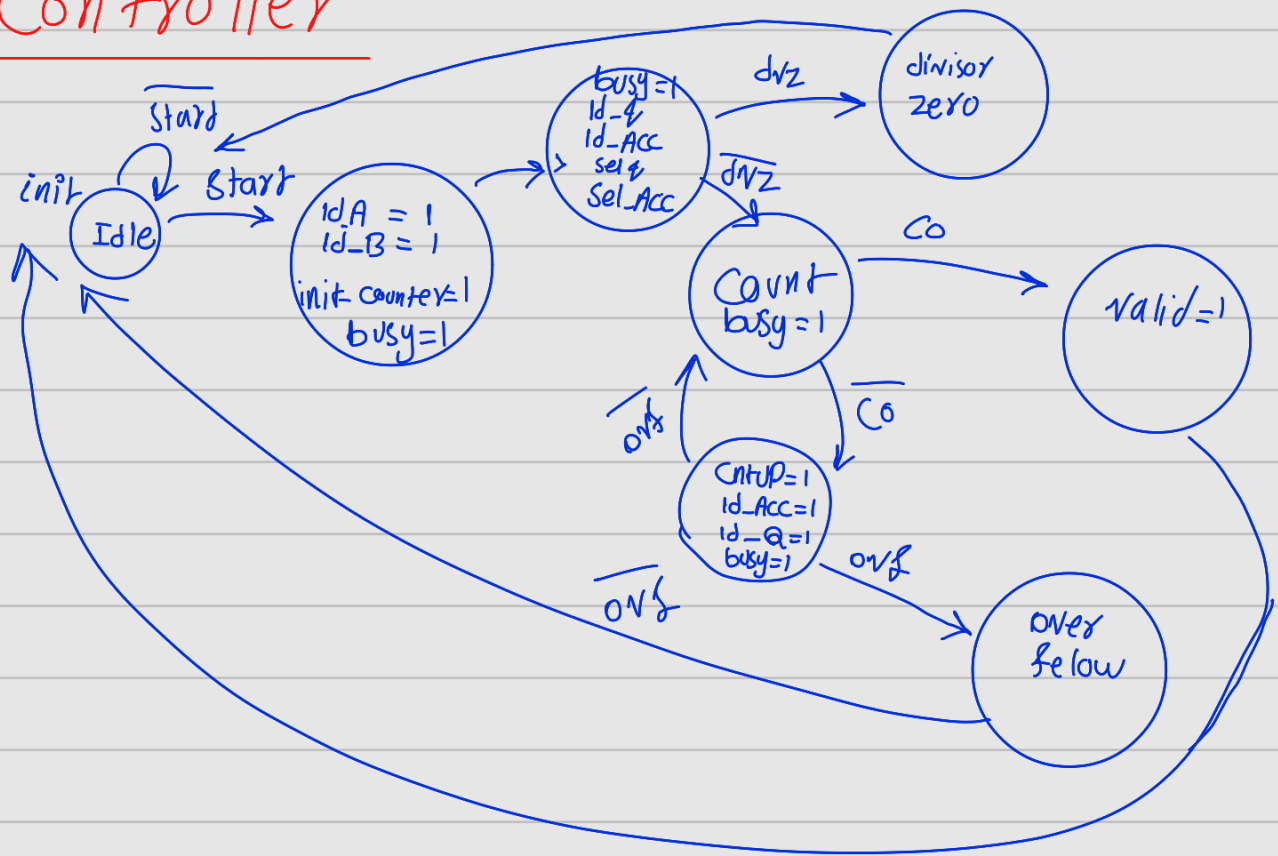 Controller
Start
init
Idle
Start
ld_A = 1
ld_B = 1
init counter=1
busy=1
busy=1
ld_q
ld_Acc
selq
Sel_Acc
dvz
divisor
zero
dvz
Count
busy=1
Co
Valid=1
Co
ovf
CntUP=1
ld_Acc=1
ld_Q=1
busy=1
ovf
over
felow
ovf